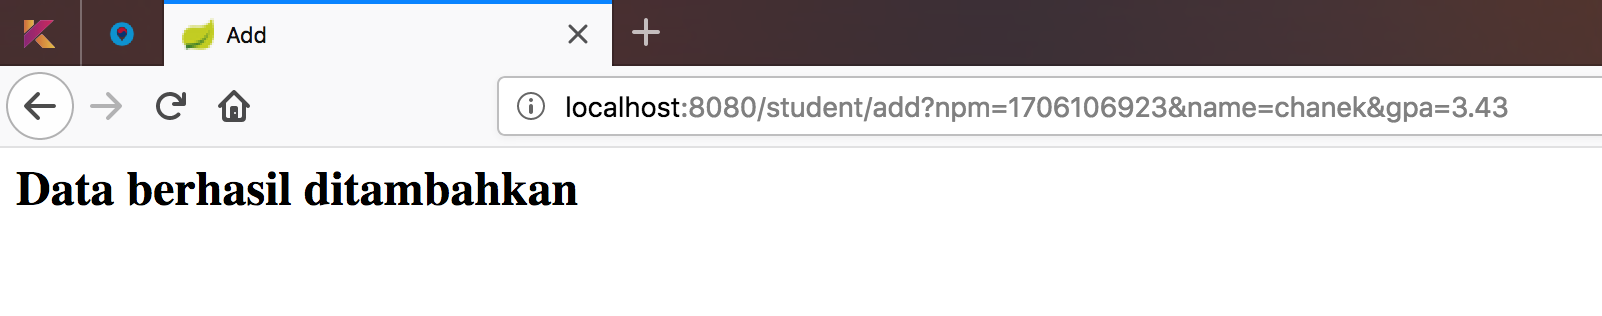 Add
localhost:8080/student/add?npm=1706106923&name=chanek&gpa=3.43
Data berhasil ditambahkan